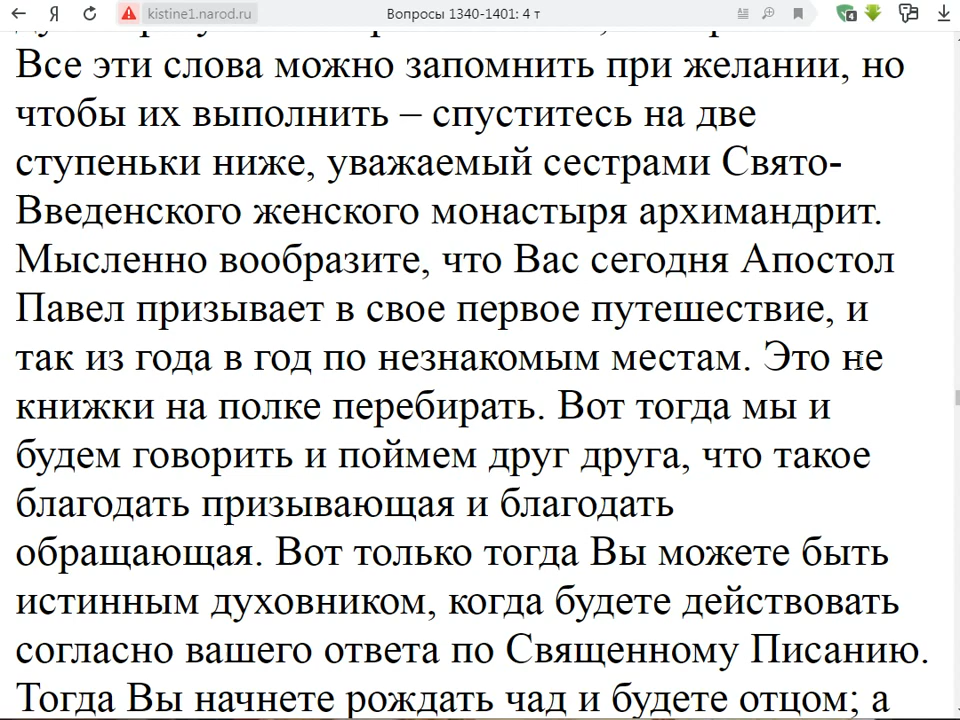 kistine1.narod.ru
Вопросы 1340-1401: 4 т
4
Все эти слова можно запомнить при желании, но
чтобы их выполнить – спуститесь на две
ступеньки ниже, уважаемый сестрами Свято-
Введенского женского монастыря архимандрит.
Мысленно вообразите, что Вас сегодня Апостол
Павел призывает в свое первое путешествие, и
так из года в год по незнакомым местам. Это не
книжки на полке перебирать. Вот тогда мы и
будем говорить и поймем друг друга, что такое
благодать призывающая и благодать
обращающая. Вот только тогда Вы можете быть
истинным духовником, когда будете действовать
согласно вашего ответа по Священному Писанию.
Тогда Вы начнете рождать чад и будете отцом; а